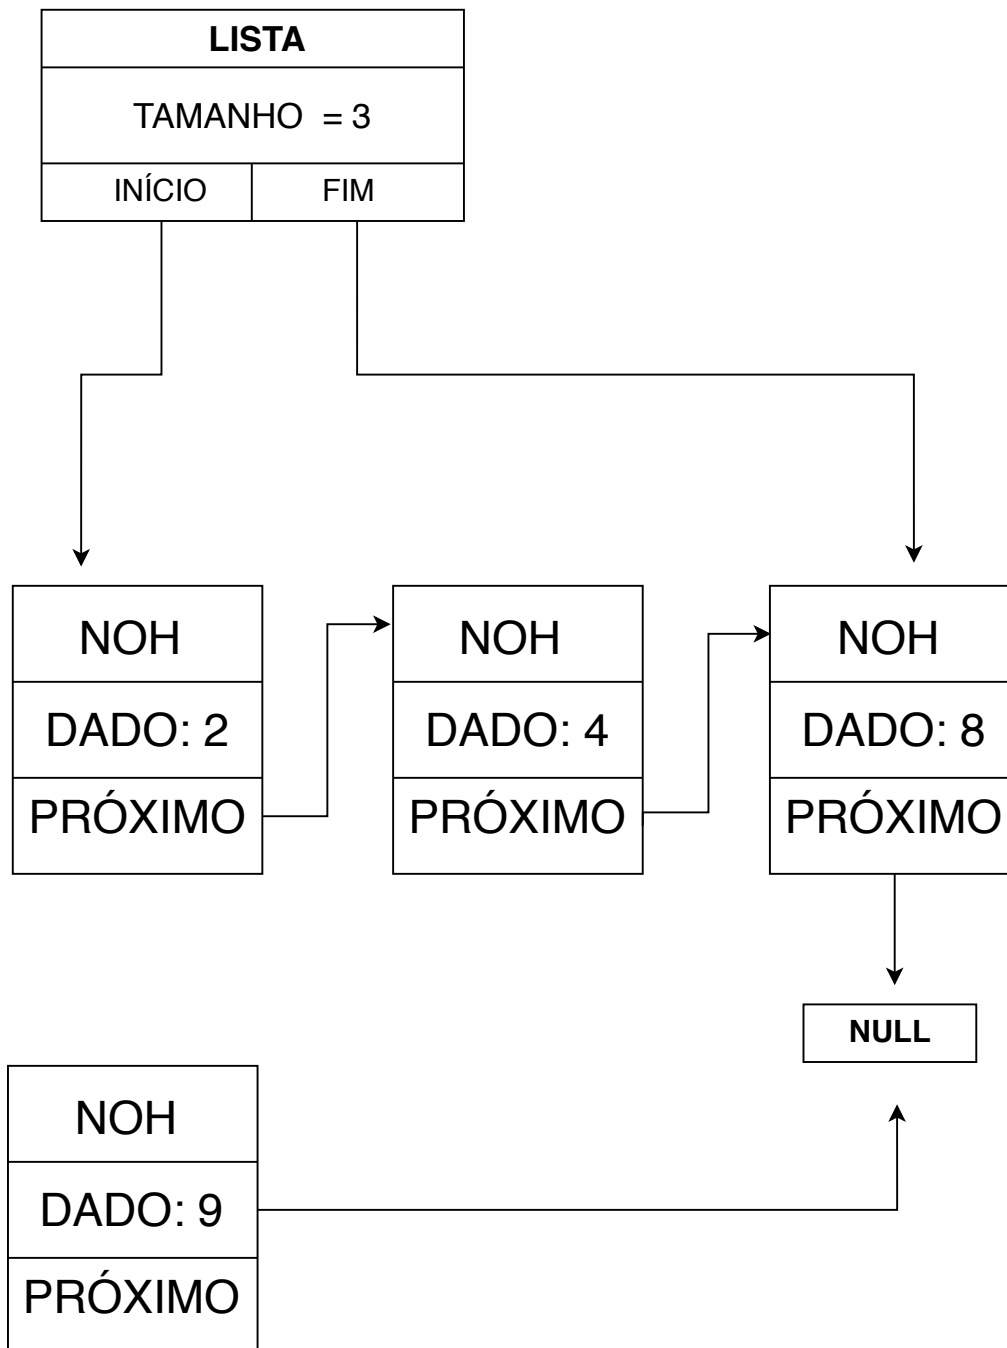 LISTA
TAMANHO = 3
INÍCIO
FIM
NOH
DADO: 2
PRÓXIMO
NOH
DADO: 4
PRÓXIMO
NOH
DADO: 8
PRÓXIMO
NULL
NOH
DADO: 9
PRÓXIMO